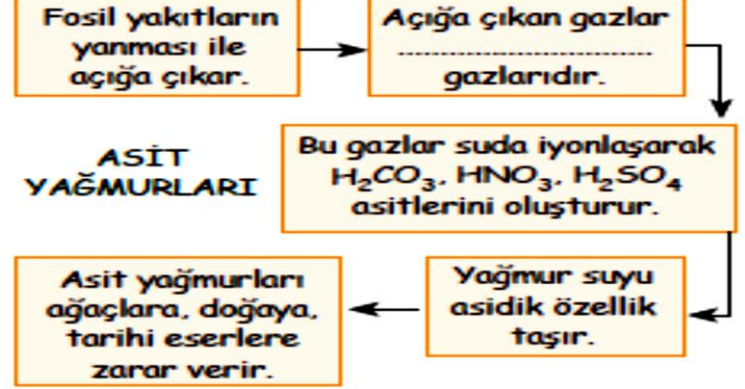 Fosil yakıtların
yanması ile
açığa çıkar.
Açığa çıkan gazlar
..............................
gazlarıdır.
ASİT
YAĞMURLARI
Bu gazlar suda iyonlaşarak
H₂CO₃, HNO₃, H₂SO₄
asitlerini oluşturur.
Yağmur suyu
asidik özellik
taşır.
Asit yağmurları
ağaçlara, doğaya,
tarihi eserlere
zarar verir.